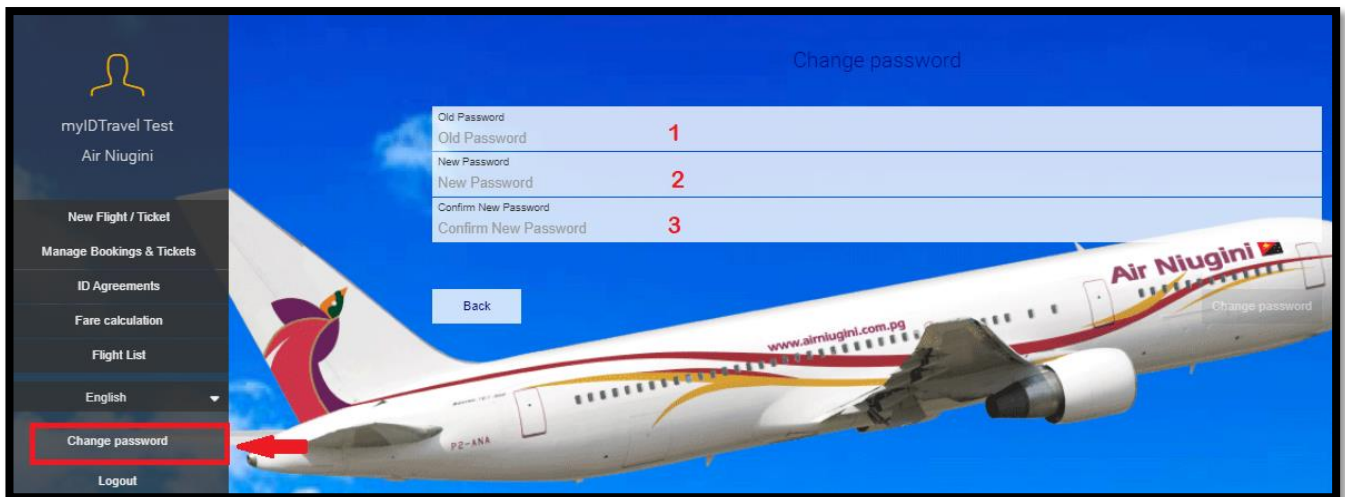 myIDTravel Test
Air Niugini
New Flight / Ticket
Manage Bookings & Tickets
ID Agreements
Fare calculation
Flight List
English
Change password
Logout
Change password
Old Password
Old Password 1
New Password
New Password 2
Confirm New Password
Confirm New Password 3
Back
Change password
Air Niugini
www.airniugini.com.pg
P2-ANA